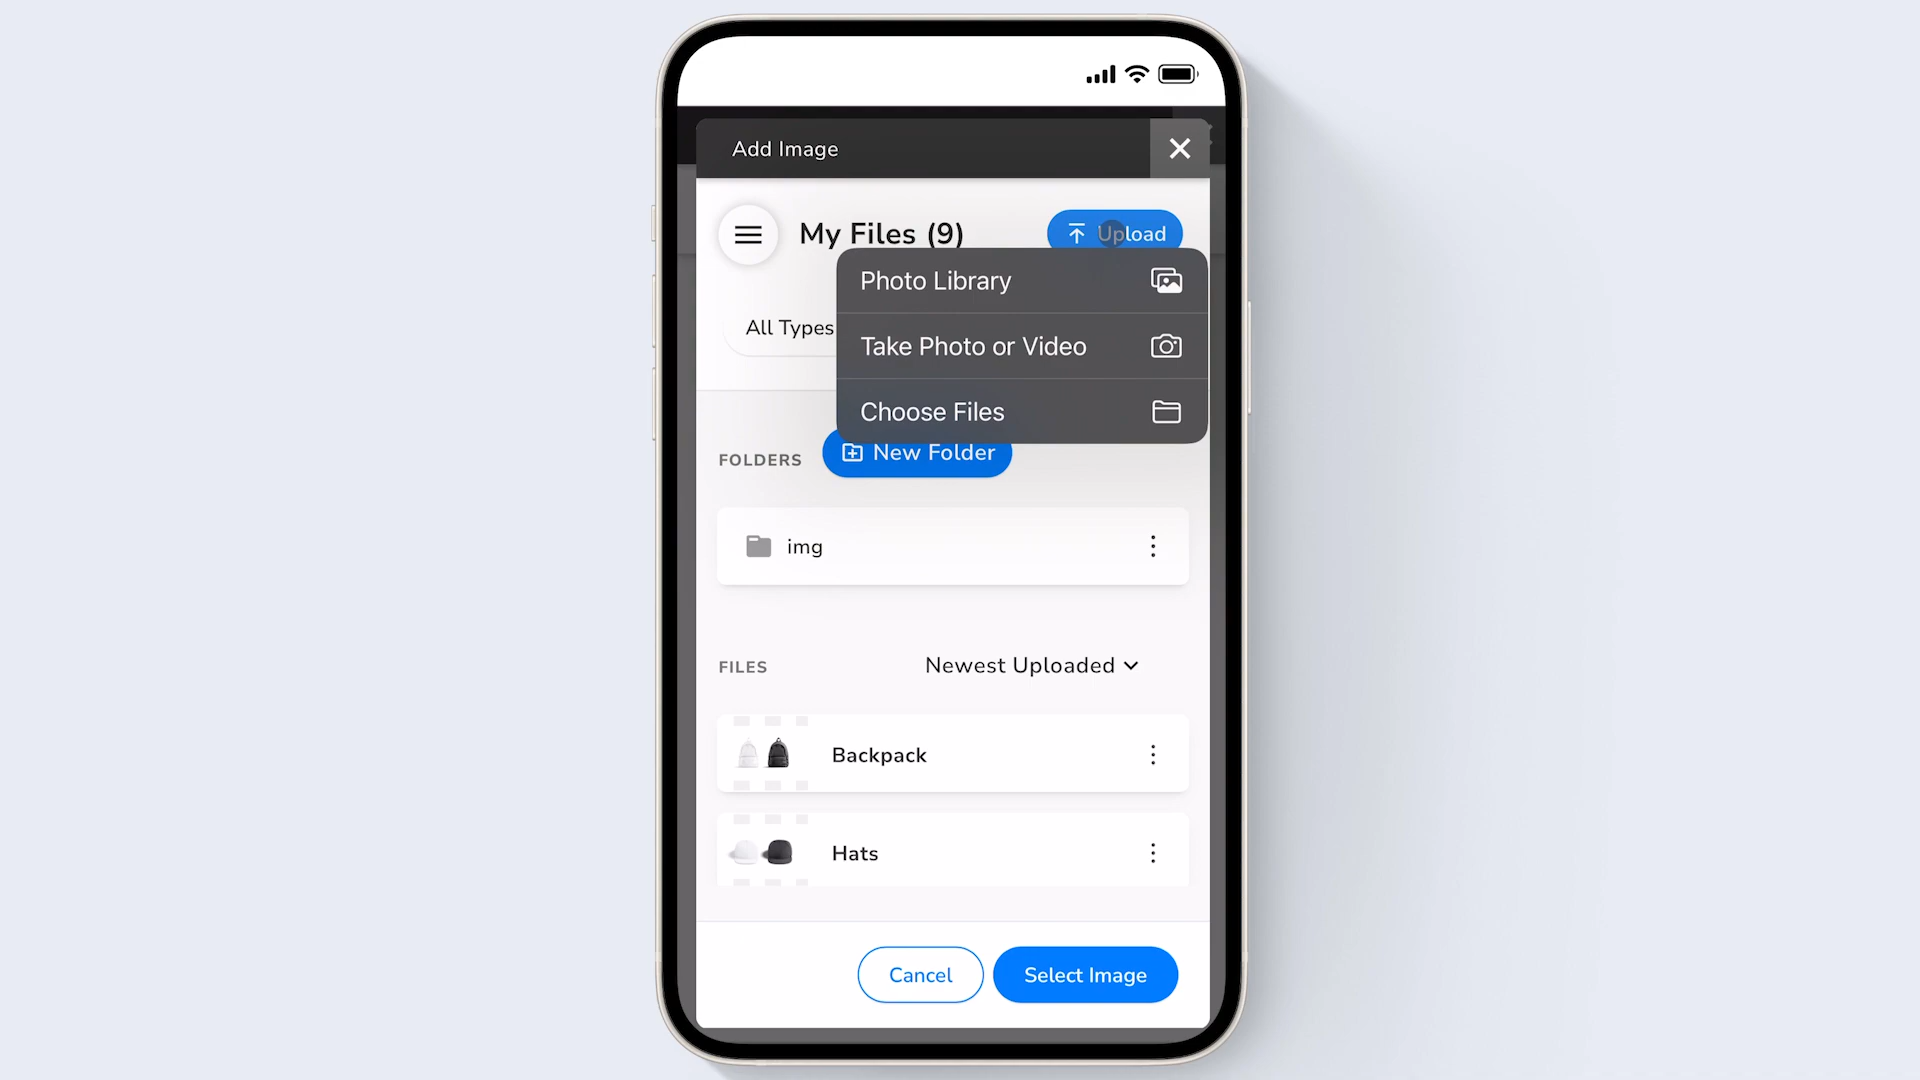 Add Image
My Files (9)
Upload
Photo Library
All Types
Take Photo or Video
Choose Files
FOLDERS
New Folder
img
FILES
Newest Uploaded
Backpack
Hats
Cancel
Select Image